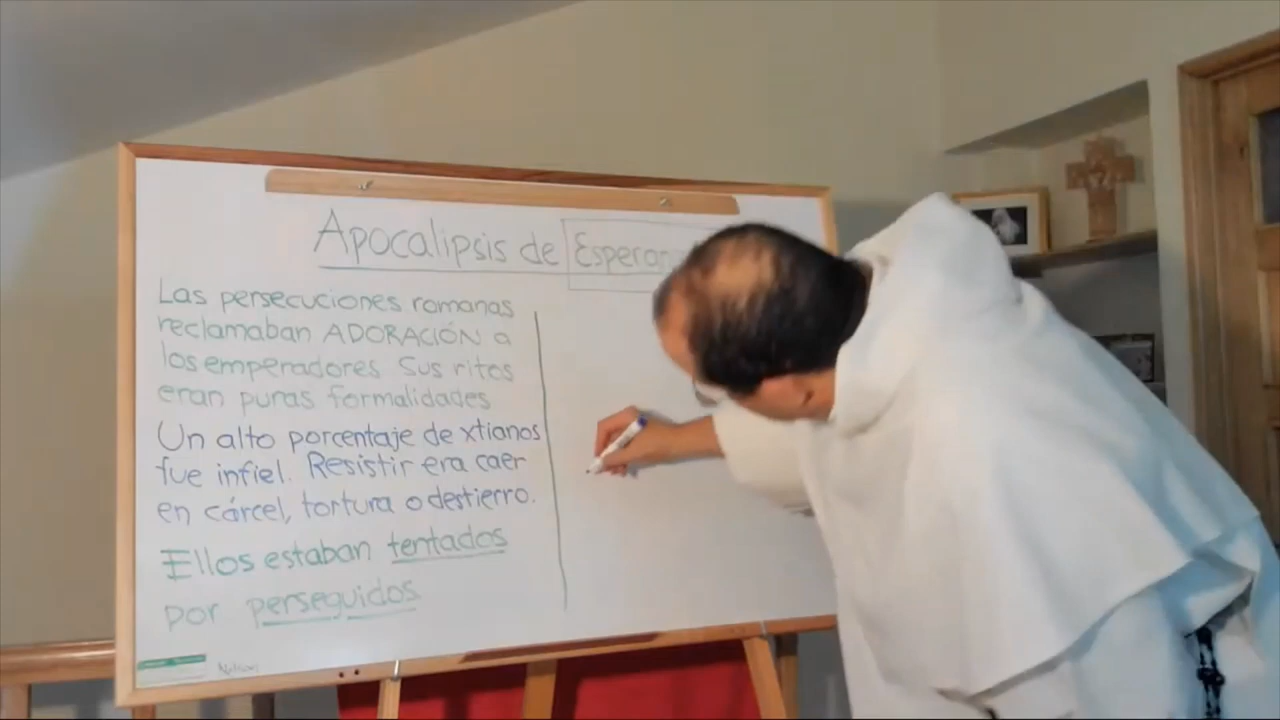 Apocalipsis de
Las persecuciones romanas
reclamaban ADORACIÓN a
los emperadores. Sus ritos
eran puras formalidades
Un alto porcentaje de xtianos
fue infiel. Resistir era caer
en cárcel, tortura o destierro.
Ellos estaban tentados
por perseguidos